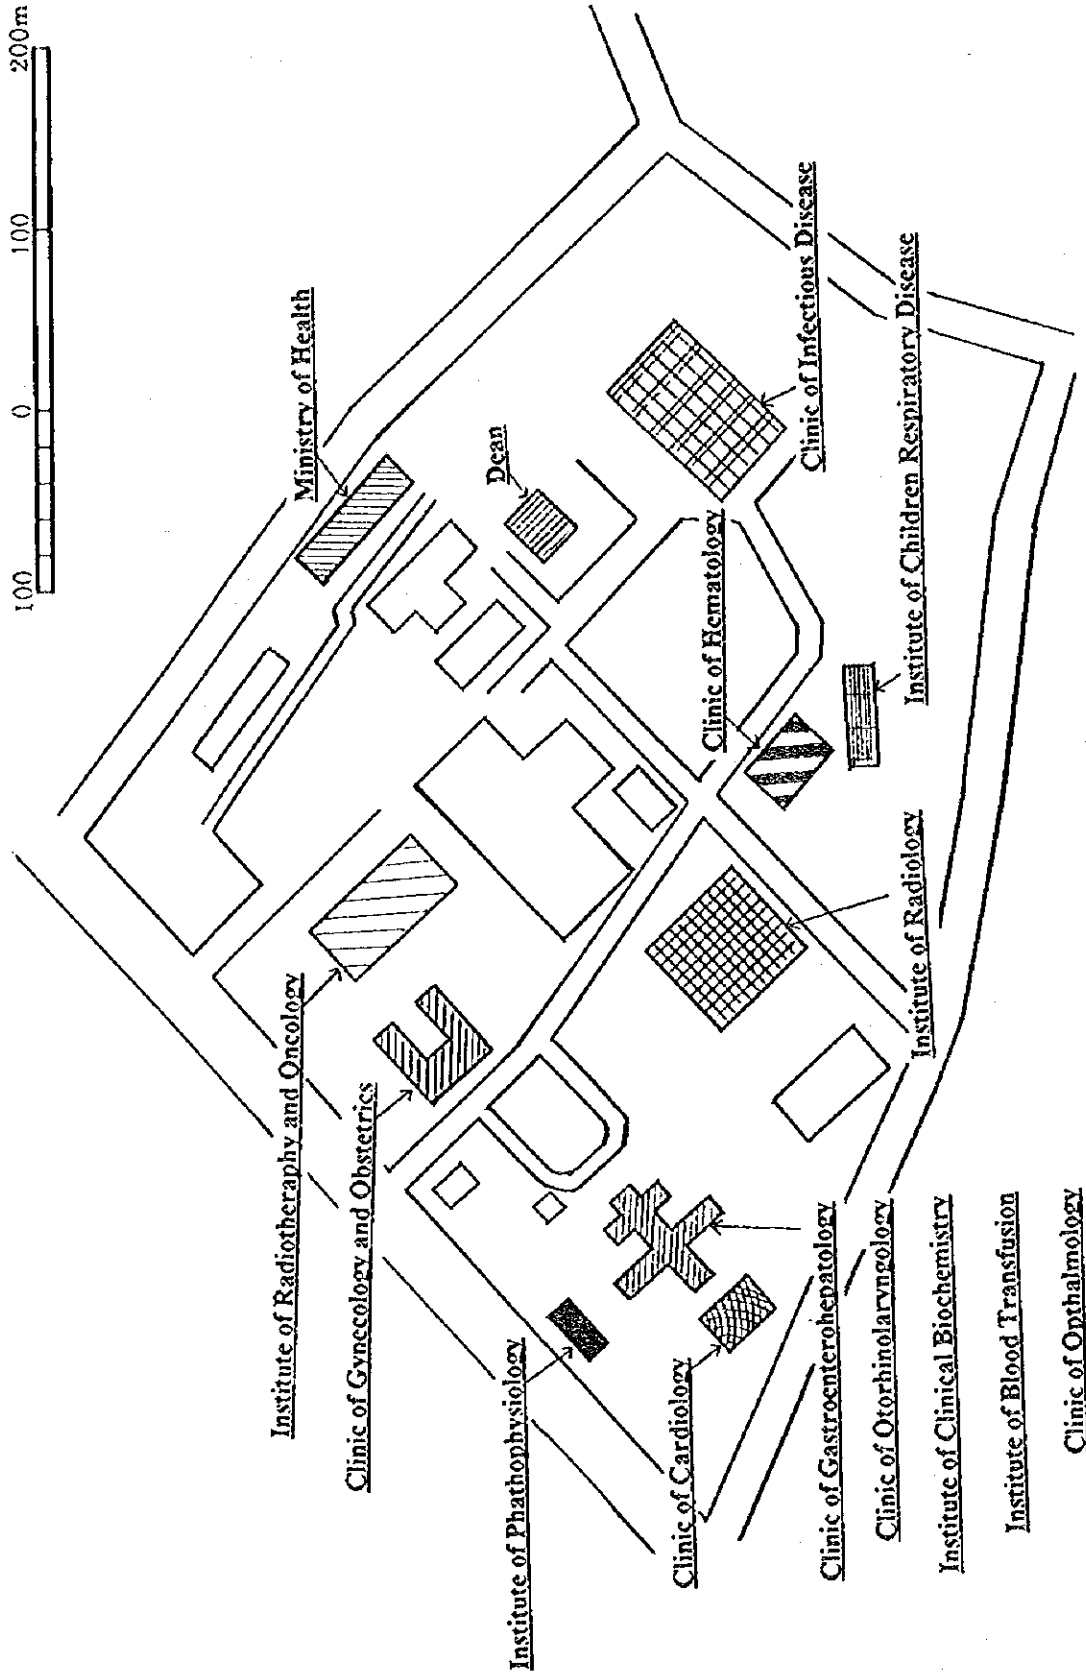 100 0 100 200m
Ministry of Health
Dean
Institute of Radiotheraphy and Oncology
Clinic of Gynecology and Obstetrics
Institute of Phathophysiology
Clinic of Cardiology
Clinic of Hematology
Clinic of Infectious Disease
Institute of Children Respiratory Disease
Institute of Radiology
Clinic of Gastroenterohepatology
Clinic of Otorhinolaryngology
Institute of Clinical Biochemistry
Institute of Blood Transfusion
Clinic of Opthalmology